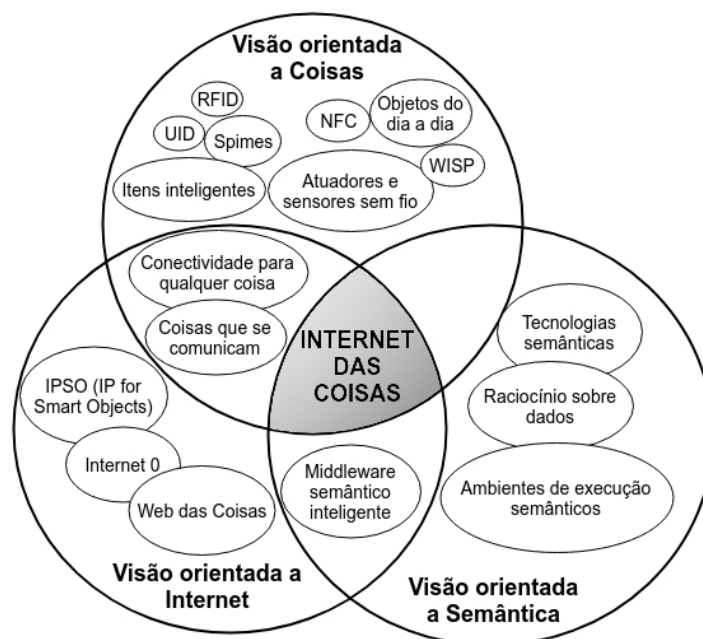 Visão orientada
a Coisas
RFID
UID
Spimes
NFC
Objetos do
dia a dia
WISP
Itens inteligentes
Atuadores e
sensores sem fio
Conectividade para
qualquer coisa
Coisas que se
comunicam
INTERNET
DAS
COISAS
Tecnologias
semânticas
Raciocínio sobre
dados
Ambientes de execução
semânticos
IPSO (IP for
Smart Objects)
Internet 0
Web das Coisas
Middleware
semântico
inteligente
Visão orientada a
Internet
Visão orientada
a Semântica